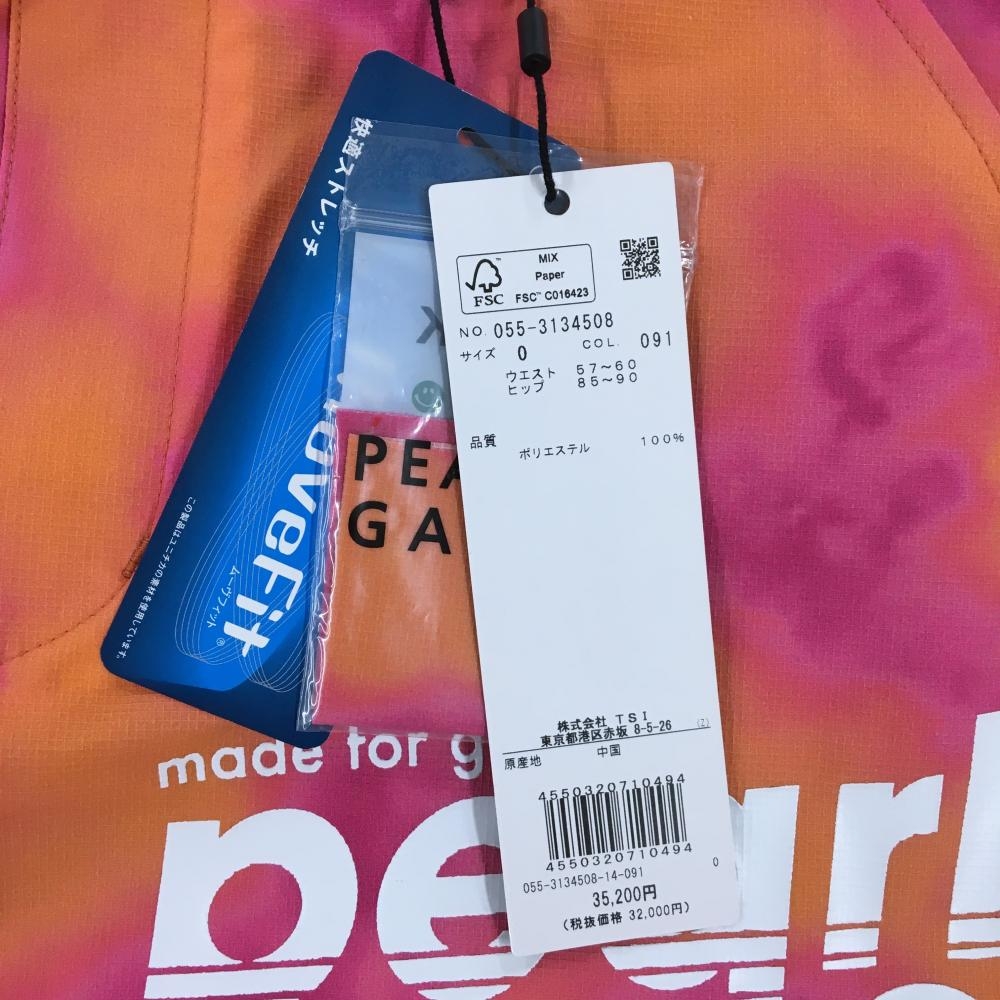 快適ストレッチ
oveFit
ムーヴフィット®
この製品はユニチカの素材を使用しています。
K
PEA
GA
MIX
Paper
FSC
FSC™ C016423
NO. 055-3134508
サイズ 0 COL. 091
ウエスト 57〜60
ヒップ 85〜90
品質
ポリエステル 100%
株式会社 TSI
東京都港区赤坂 8-5-26 (Z)
原産地 中国
4550320710494
4550320710494
055-3134508-14-091 0
35,200円
(税抜価格 32,000円)
made for g
pearl